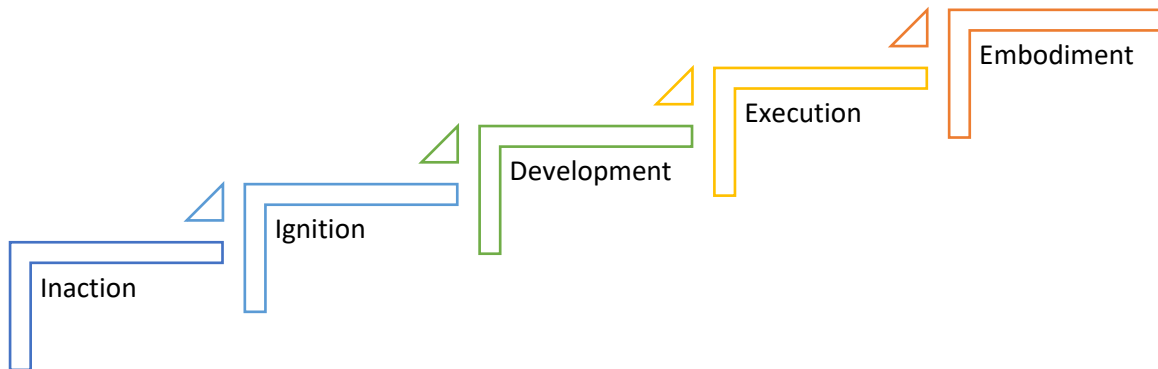 Inaction
Ignition
Development
Execution
Embodiment